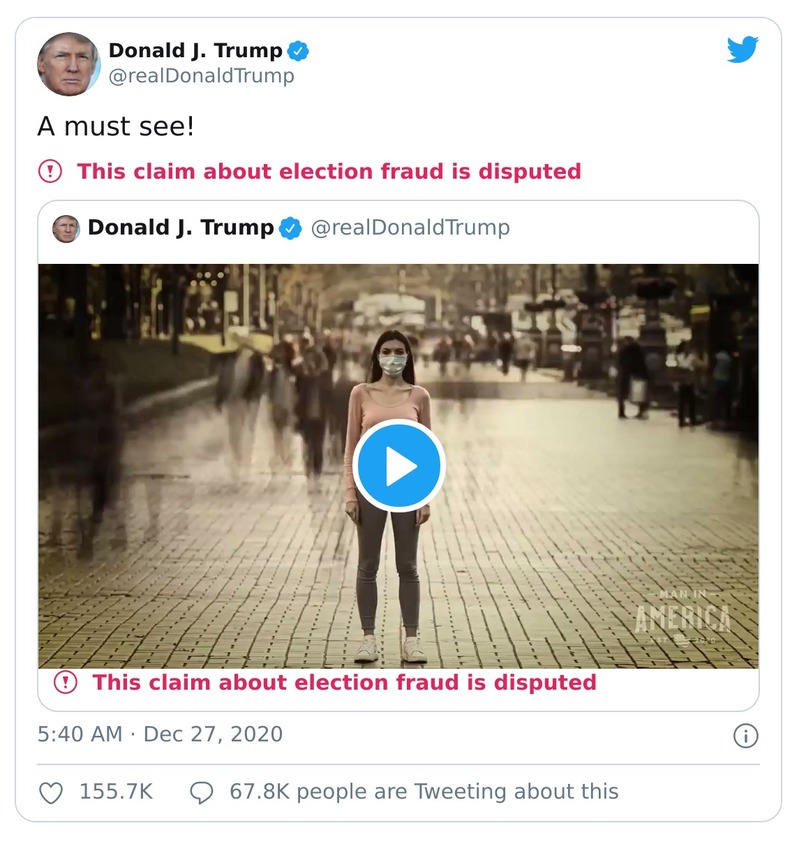 Donald J. Trump
@realDonaldTrump
A must see!
This claim about election fraud is disputed
Donald J. Trump @realDonaldTrump
MAN IN
AMERICA
This claim about election fraud is disputed
5:40 AM · Dec 27, 2020
155.7K 67.8K people are Tweeting about this